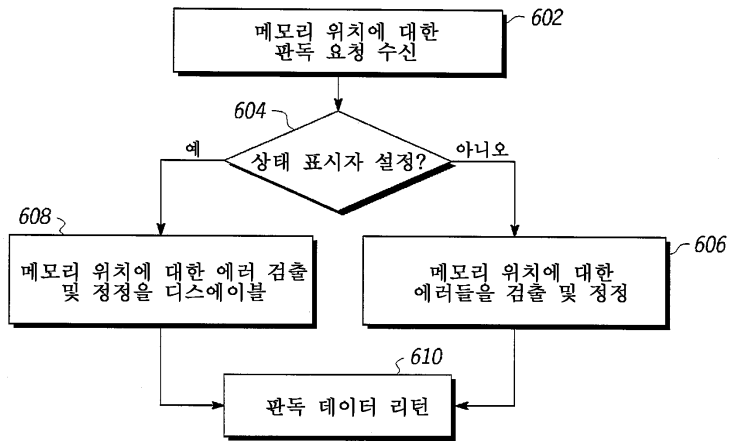 메모리 위치에 대한
판독 요청 수신
602
604
상태 표시자 설정?
예
아니오
608
메모리 위치에 대한 에러 검출
및 정정을 디스에이블
606
메모리 위치에 대한
에러들을 검출 및 정정
610
판독 데이터 리턴